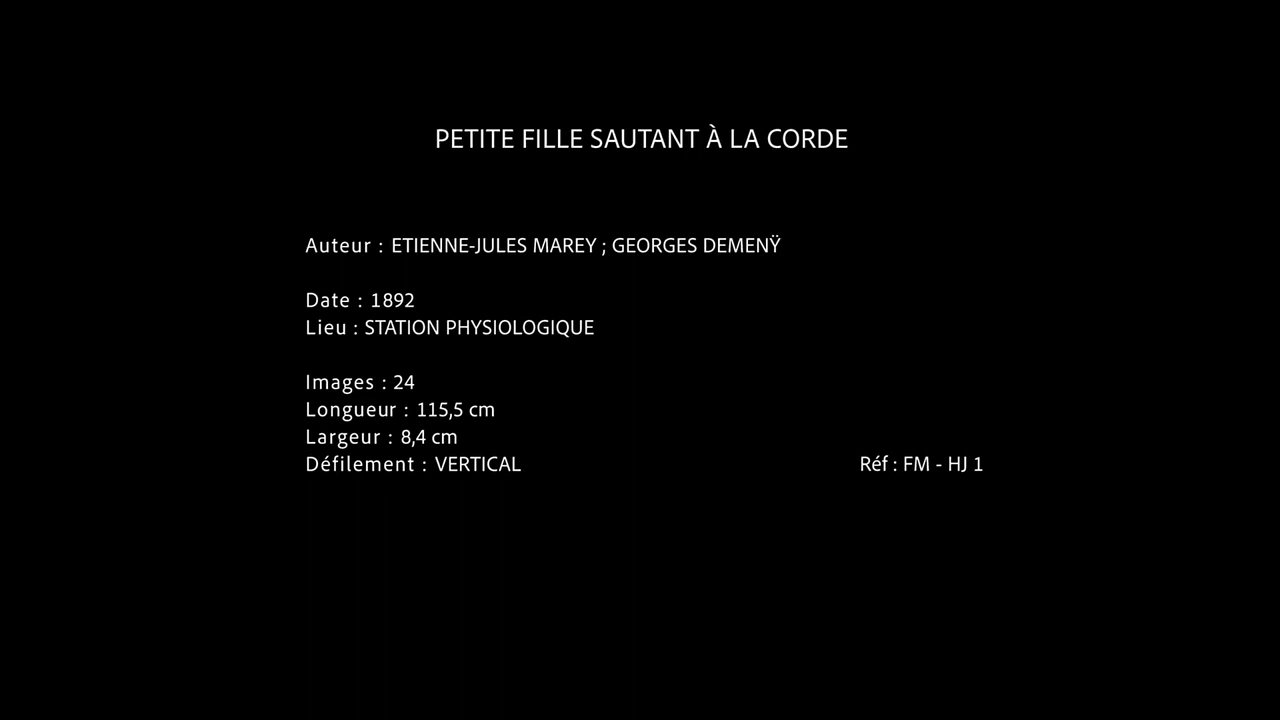 PETITE FILLE SAUTANT À LA CORDE
Auteur : ETIENNE-JULES MAREY ; GEORGES DEMENŸ
Date : 1892
Lieu : STATION PHYSIOLOGIQUE
Images : 24
Longueur : 115,5 cm
Largeur : 8,4 cm
Défilement : VERTICAL
Réf : FM - HJ 1